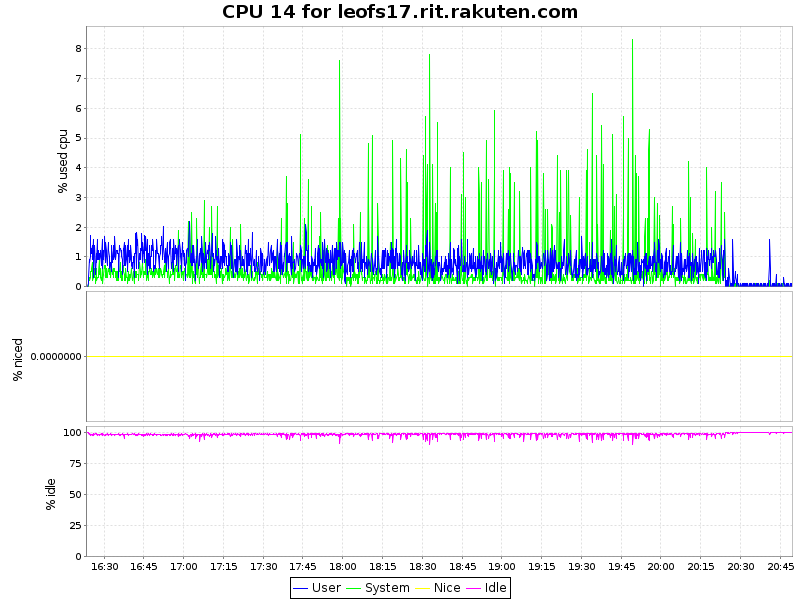 CPU 14 for leofs17.rit.rakuten.com
% used cpu
8
7
6
5
4
3
2
1
0
% niced
0.0000000
% idle
100
75
50
25
0
16:30 16:45 17:00 17:15 17:30 17:45 18:00 18:15 18:30 18:45 19:00 19:15 19:30 19:45 20:00 20:15 20:30 20:45
User System Nice Idle